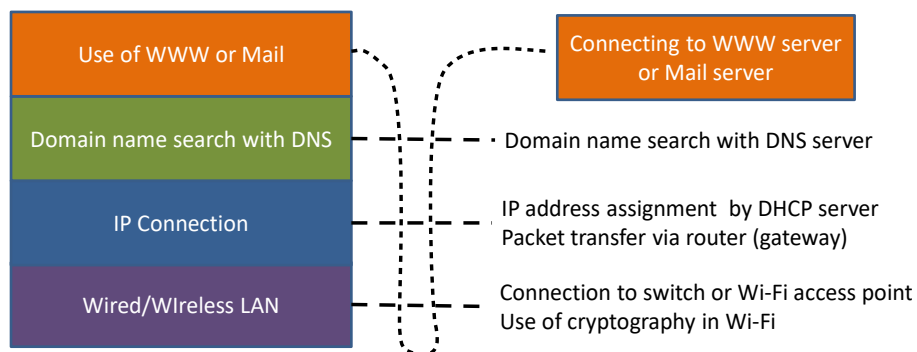 Use of WWW or Mail
Connecting to WWW server
or Mail server
Domain name search with DNS
Domain name search with DNS server
IP Connection
IP address assignment  by DHCP server
Packet transfer via router (gateway)
Wired/WIreless LAN
Connection to switch or Wi-Fi access point
Use of cryptography in Wi-Fi